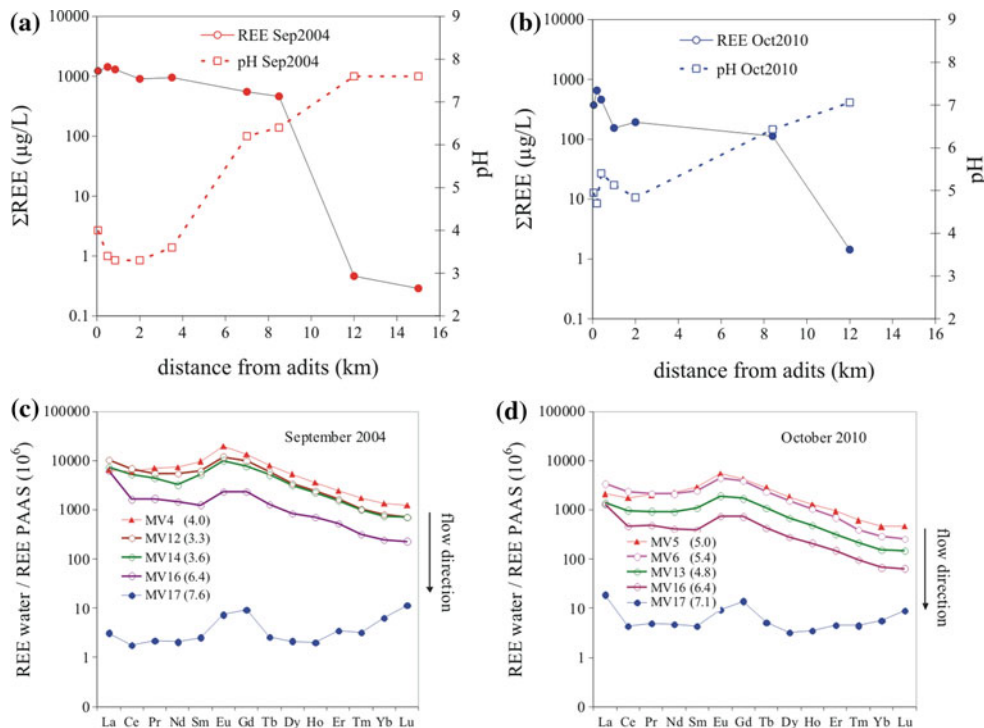 (a)
10000
1000
100
10
1
0.1
ΣREE (µg/L)
REE Sep2004
pH Sep2004
9
8
7
6
5
4
3
2
pH
0 2 4 6 8 10 12 14 16
distance from adits (km)
(b)
10000
1000
100
10
1
0.1
ΣREE (µg/L)
REE Oct2010
pH Oct2010
9
8
7
6
5
4
3
2
pH
0 2 4 6 8 10 12 14 16
distance from adits (km)
(c)
100000
10000
1000
100
10
1
0
REE water / REE PAAS (10⁶)
September 2004
MV4 (4.0)
MV12 (3.3)
MV14 (3.6)
MV16 (6.4)
MV17 (7.6)
flow direction
La Ce Pr Nd Sm Eu Gd Tb Dy Ho Er Tm Yb Lu
(d)
100000
10000
1000
100
10
1
0
REE water / REE PAAS (10⁶)
October 2010
MV5 (5.0)
MV6 (5.4)
MV13 (4.8)
MV16 (6.4)
MV17 (7.1)
flow direction
La Ce Pr Nd Sm Eu Gd Tb Dy Ho Er Tm Yb Lu